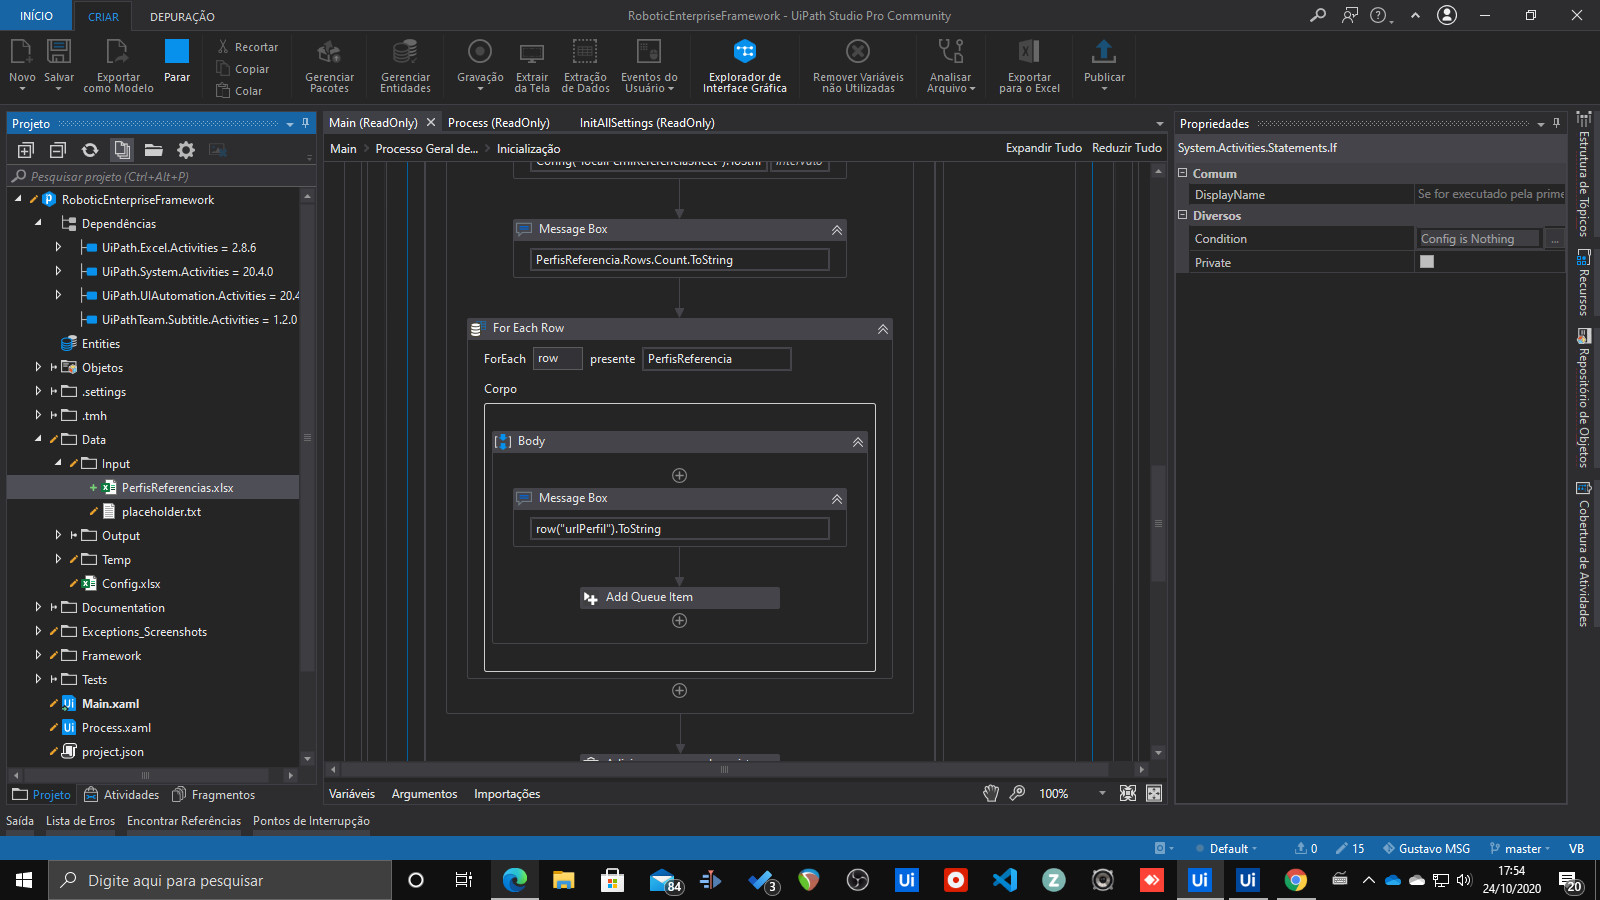 INÍCIO
CRIAR
DEPURAÇÃO
RoboticEnterpriseFramework - UiPath Studio Pro Community
Novo
Salvar
Exportar
como Modelo
Parar
Recortar
Copiar
Colar
Gerenciar
Pacotes
Gerenciar
Entidades
Gravação
Extrair
da Tela
Extração
de Dados
Eventos do
Usuário
Explorador de
Interface Gráfica
Remover Variáveis
não Utilizadas
Analisar
Arquivo
Exportar
para o Excel
Publicar
Projeto
Pesquisar projeto (Ctrl+Alt+P)
RoboticEnterpriseFramework
Dependências
UiPath.Excel.Activities = 2.8.6
UiPath.System.Activities = 20.4.0
UiPath.UIAutomation.Activities = 20.4
UiPathTeam.Subtitle.Activities = 1.2.0
Entities
Objetos
.settings
.tmh
Data
Input
PerfisReferencias.xlsx
placeholder.txt
Output
Temp
Config.xlsx
Documentation
Exceptions_Screenshots
Framework
Tests
Main.xaml
Process.xaml
project.json
Projeto
Atividades
Fragmentos
Main (ReadOnly)
Process (ReadOnly)
InitAllSettings (ReadOnly)
Main
Processo Geral de...
Inicialização
Expandir Tudo
Reduzir Tudo
Message Box
PerfisReferencia.Rows.Count.ToString
For Each Row
ForEach
row
presente
PerfisReferencia
Corpo
Body
Message Box
row("urlPerfil").ToString
Add Queue Item
Variáveis
Argumentos
Importações
100%
Propriedades
System.Activities.Statements.If
Comum
DisplayName
Se for executado pela prime
Diversos
Condition
Config is Nothing
...
Private
Estrutura de Tópicos
Recursos
Repositório de Objetos
Cobertura de Atividades
Saída
Lista de Erros
Encontrar Referências
Pontos de Interrupção
Default
0
15
Gustavo MSG
master
VB
Digite aqui para pesquisar
84
3
17:54
24/10/2020
20